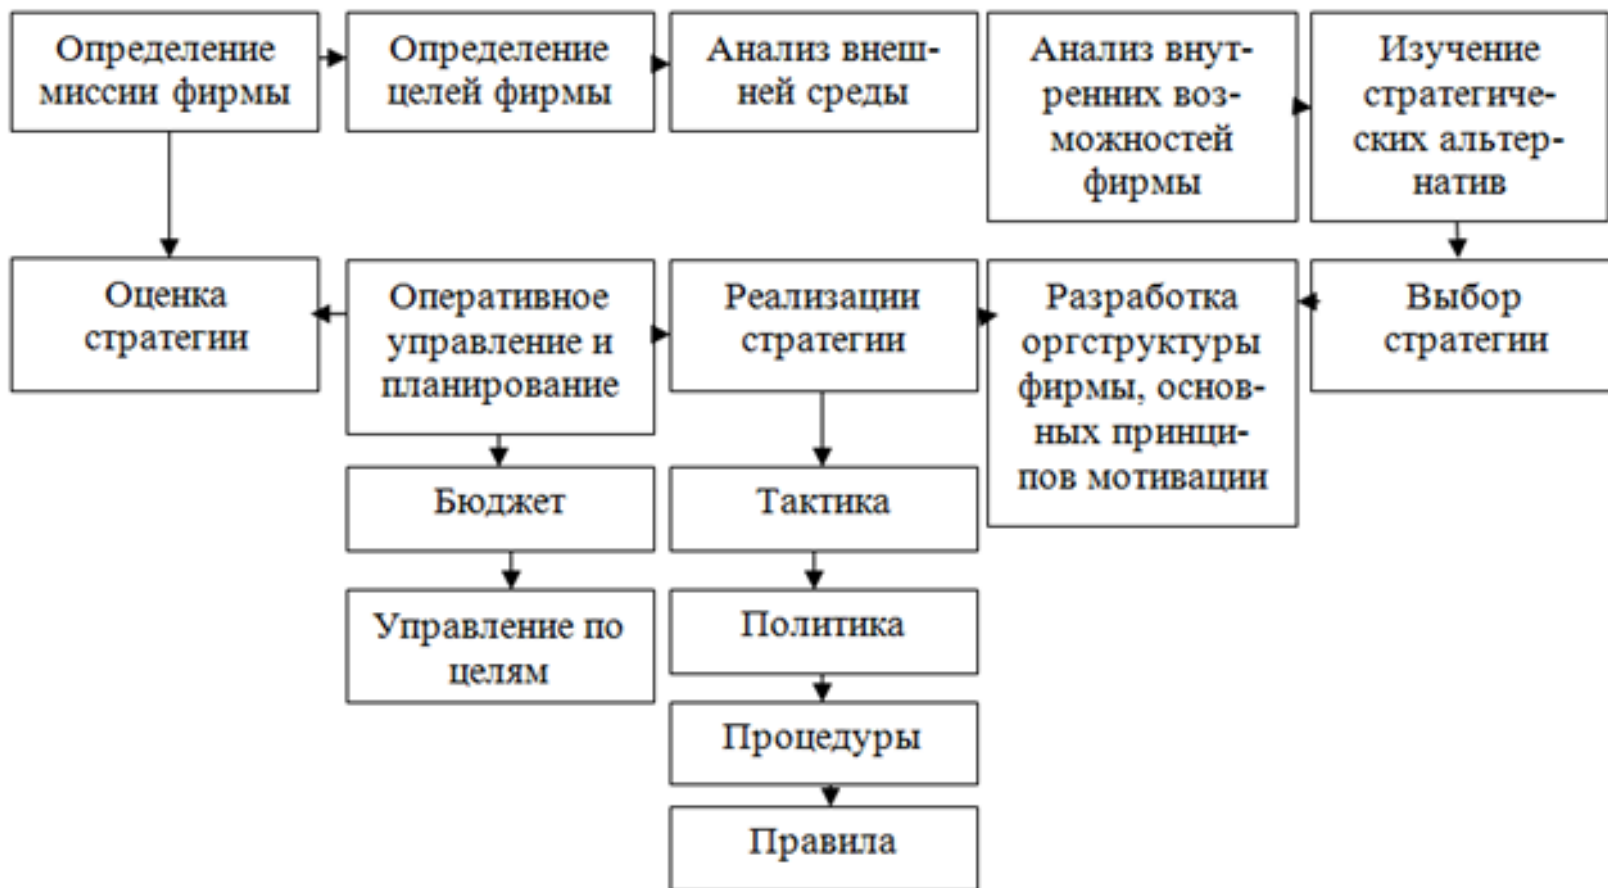 Определение
миссии фирмы
Определение
целей фирмы
Анализ внеш-
ней среды
Анализ внут-
ренних воз-
можностей
фирмы
Изучение
стратегиче-
ских альтер-
натив
Оценка
стратегии
Оперативное
управление и
планирование
Реализации
стратегии
Разработка
оргструктуры
фирмы, основ-
ных принци-
пов мотивации
Выбор
стратегии
Бюджет
Тактика
Управление по
целям
Политика
Процедуры
Правила